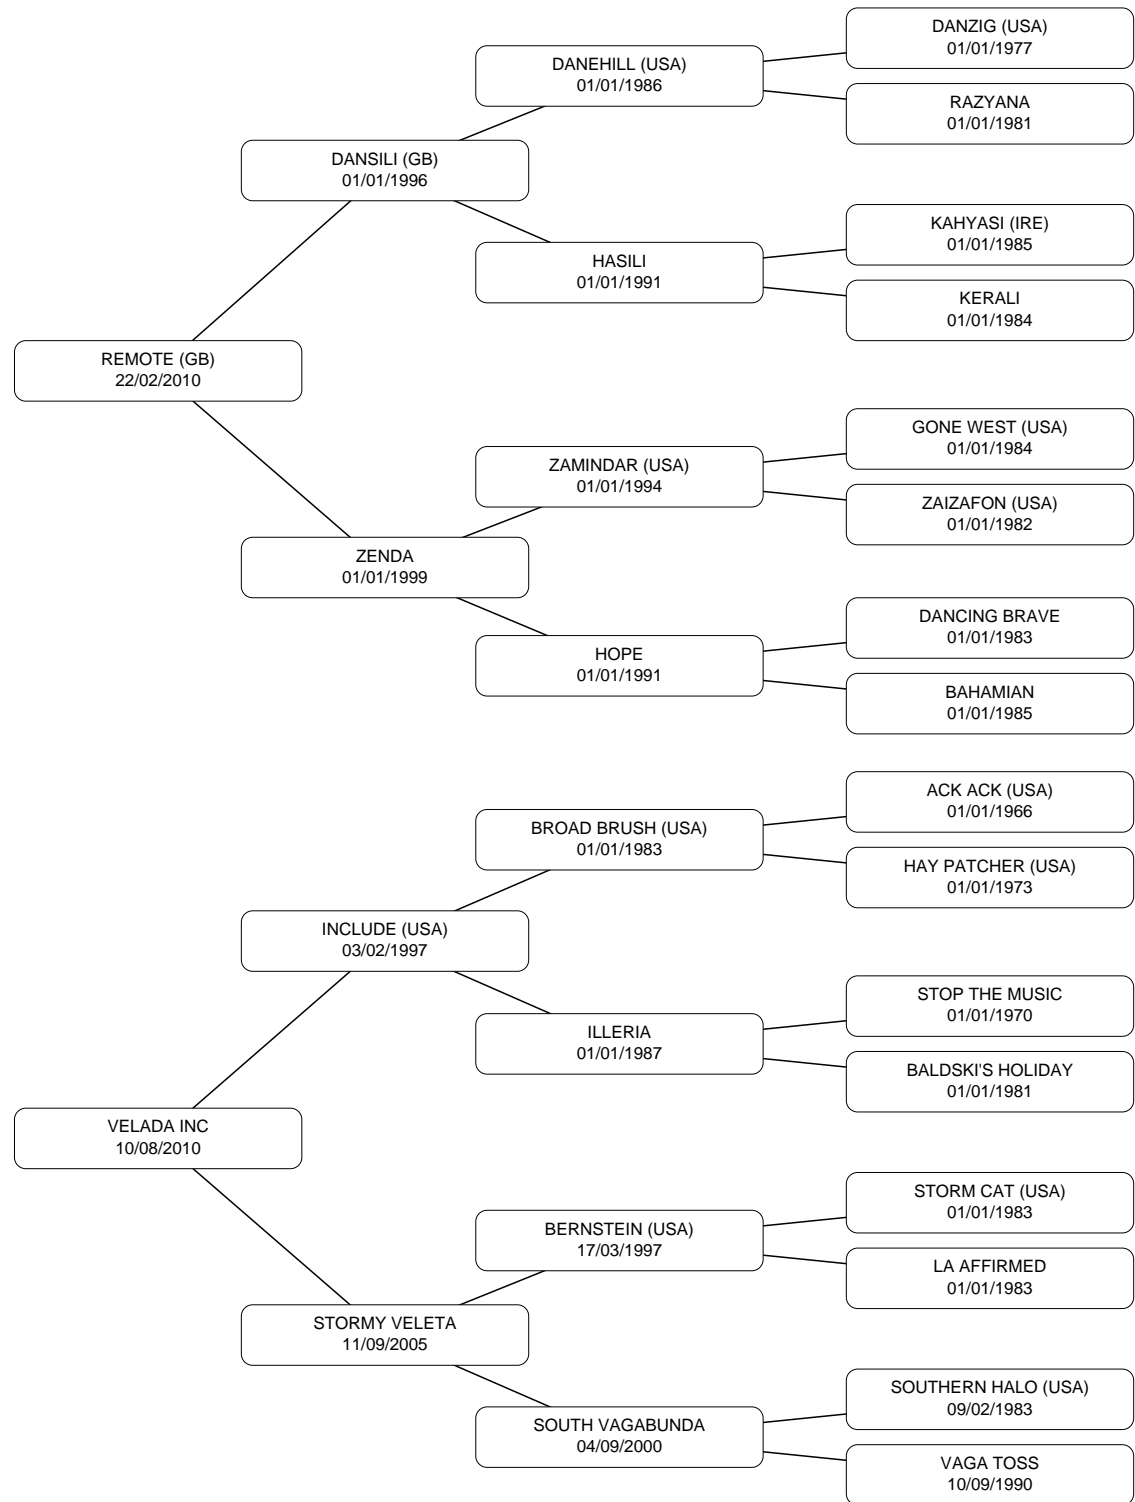 DANZIG (USA)
01/01/1977
DANEHILL (USA)
01/01/1986
RAZYANA
01/01/1981
DANSILI (GB)
01/01/1996
KAHYASI (IRE)
01/01/1985
HASILI
01/01/1991
KERALI
01/01/1984
REMOTE (GB)
22/02/2010
GONE WEST (USA)
01/01/1984
ZAMINDAR (USA)
01/01/1994
ZAIZAFON (USA)
01/01/1982
ZENDA
01/01/1999
DANCING BRAVE
01/01/1983
HOPE
01/01/1991
BAHAMIAN
01/01/1985
ACK ACK (USA)
01/01/1966
BROAD BRUSH (USA)
01/01/1983
HAY PATCHER (USA)
01/01/1973
INCLUDE (USA)
03/02/1997
STOP THE MUSIC
01/01/1970
ILLERIA
01/01/1987
BALDSKI'S HOLIDAY
01/01/1981
VELADA INC
10/08/2010
STORM CAT (USA)
01/01/1983
BERNSTEIN (USA)
17/03/1997
LA AFFIRMED
01/01/1983
STORMY VELETA
11/09/2005
SOUTHERN HALO (USA)
09/02/1983
SOUTH VAGABUNDA
04/09/2000
VAGA TOSS
10/09/1990